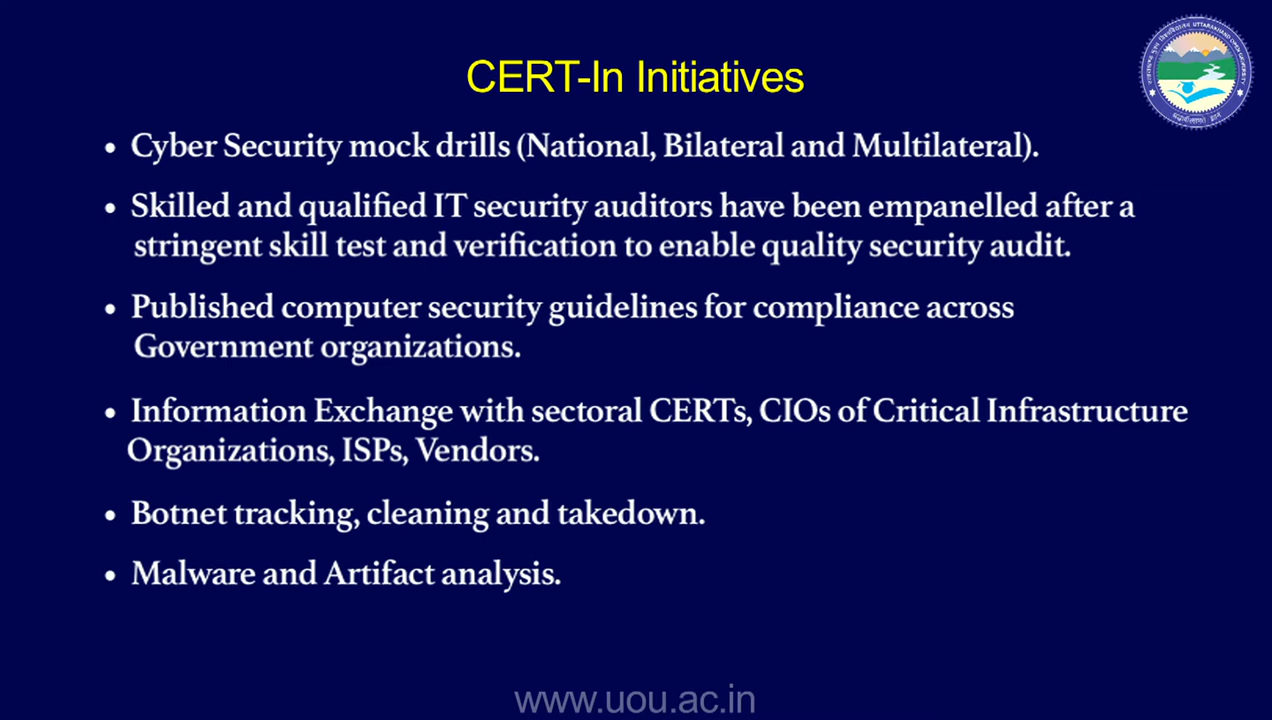 CERT-In Initiatives
• Cyber Security mock drills (National, Bilateral and Multilateral).
• Skilled and qualified IT security auditors have been empanelled after a
stringent skill test and verification to enable quality security audit.
• Published computer security guidelines for compliance across
Government organizations.
• Information Exchange with sectoral CERTs, CIOs of Critical Infrastructure
Organizations, ISPs, Vendors.
• Botnet tracking, cleaning and takedown.
• Malware and Artifact analysis.
www.uou.ac.in
UTTARAKHAND OPEN UNIVERSITY